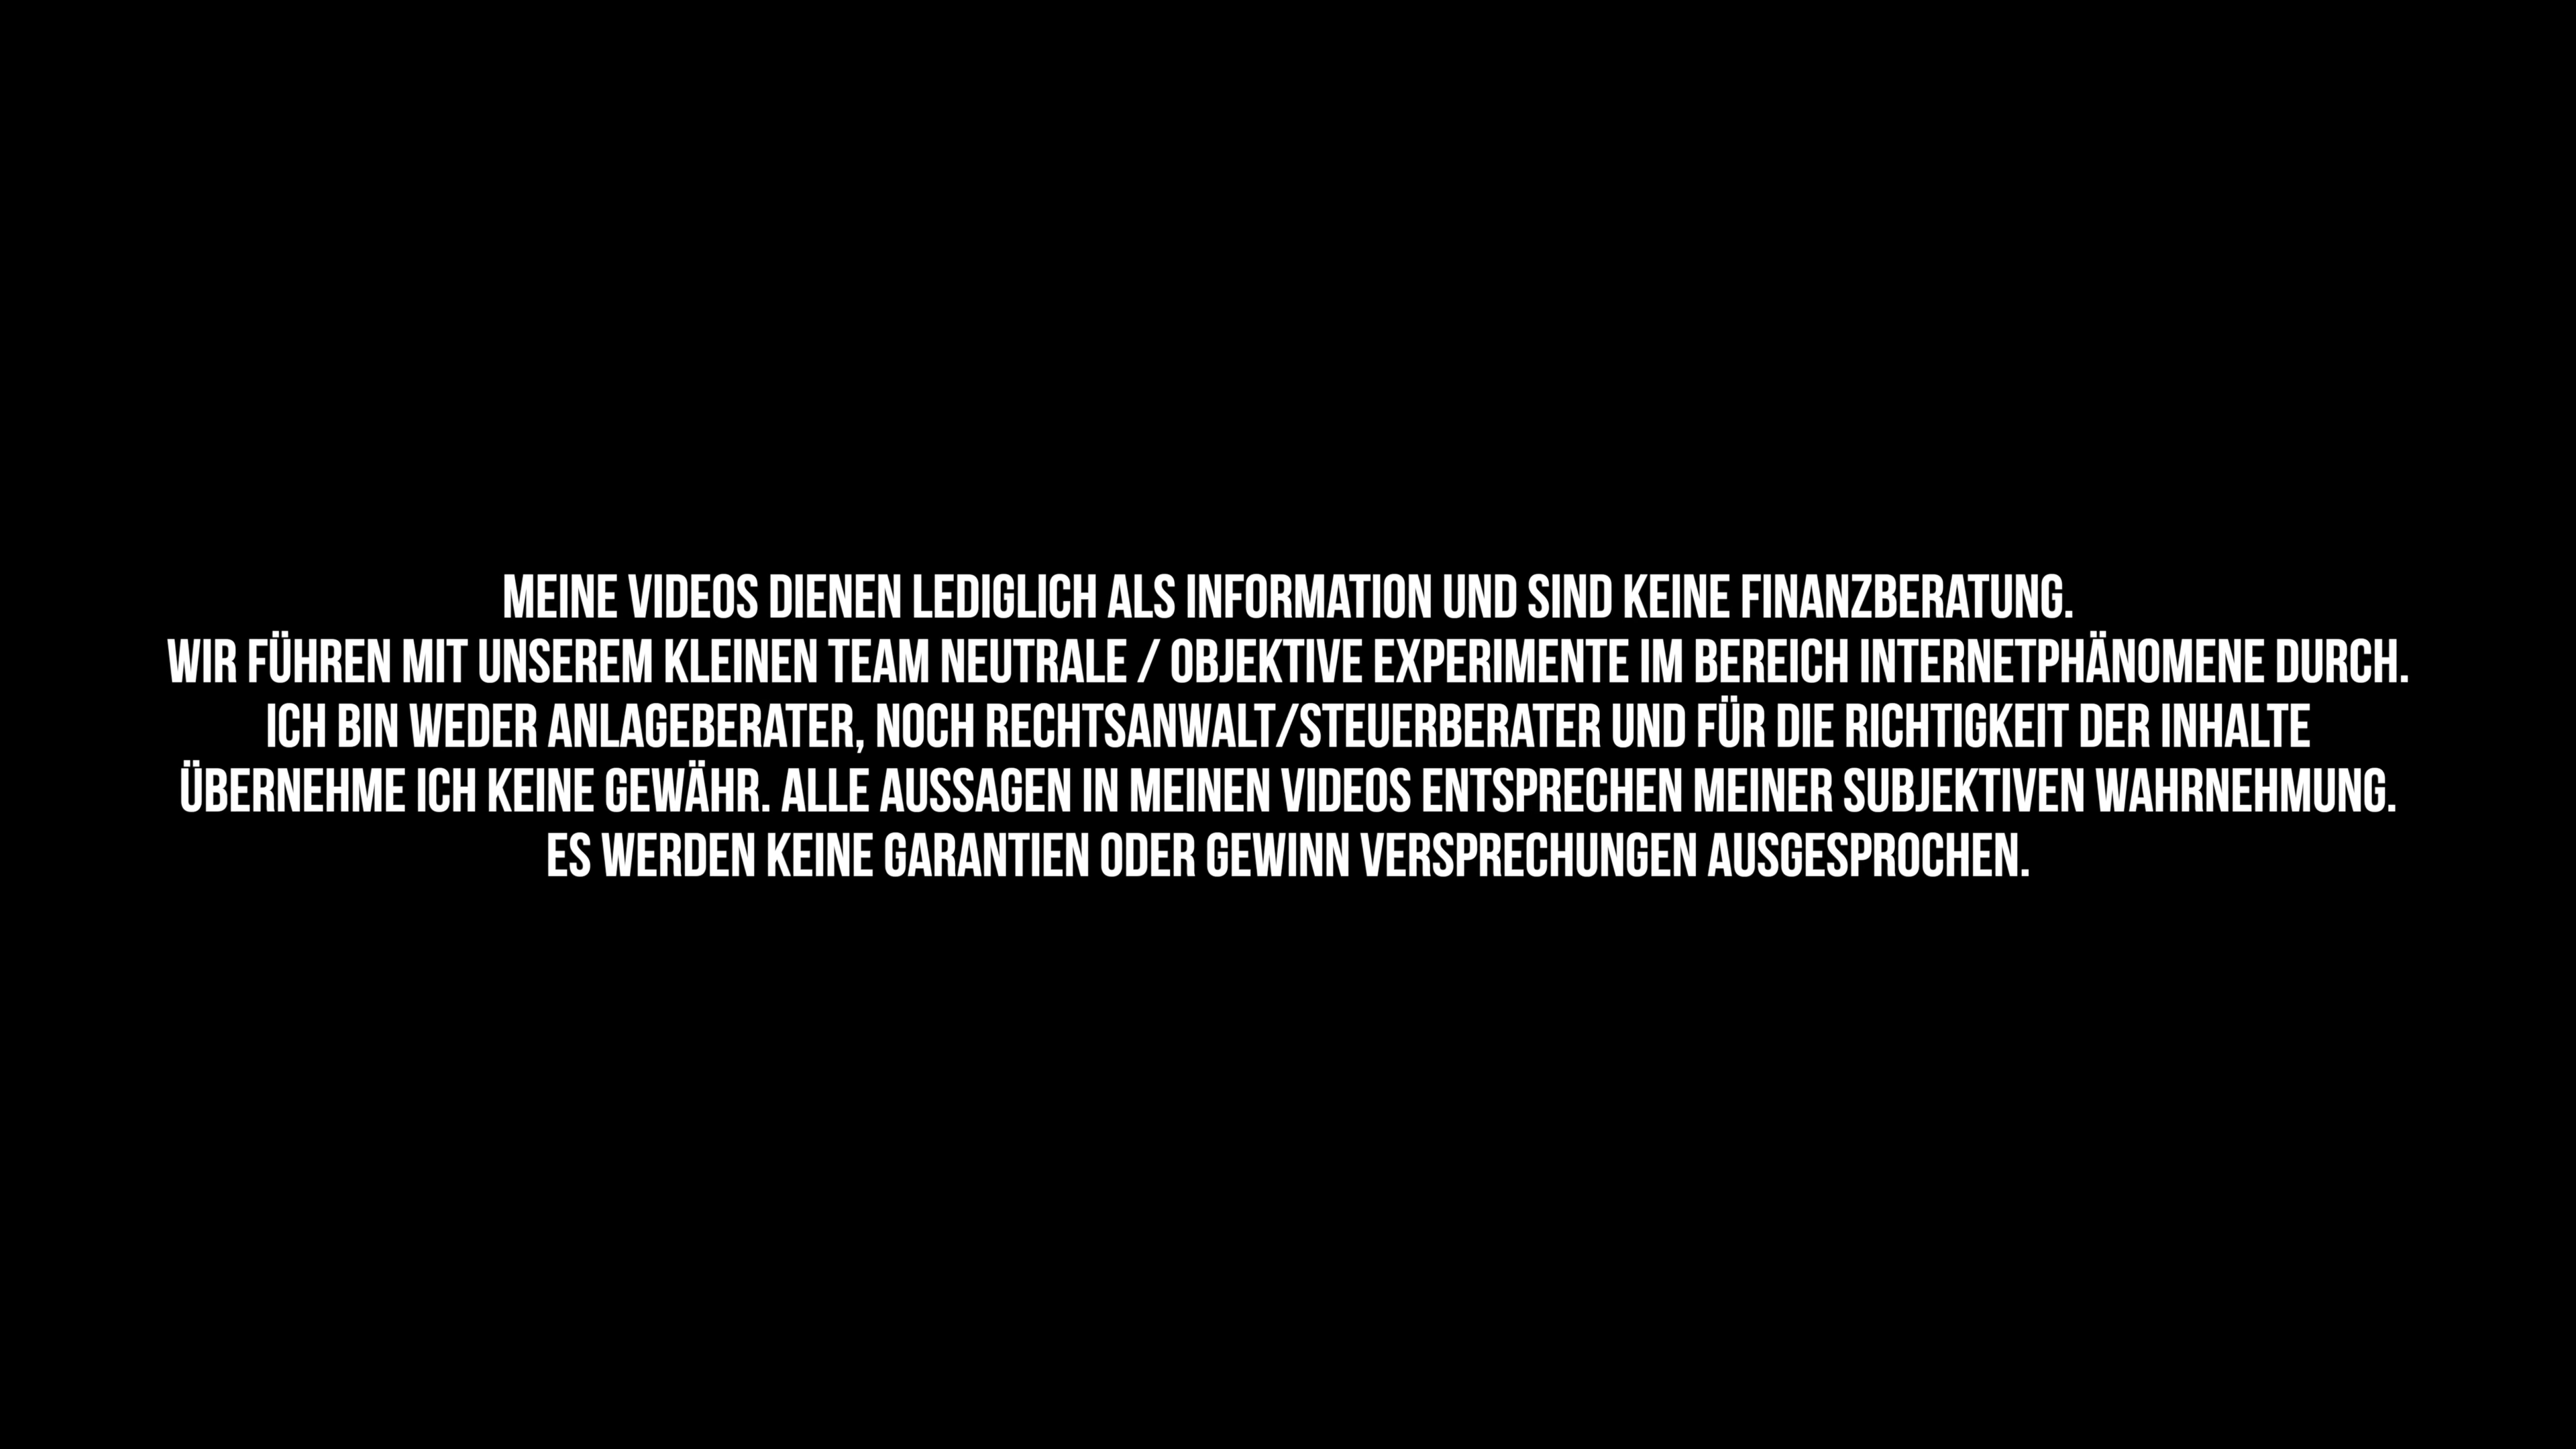 MEINE VIDEOS DIENEN LEDIGLICH ALS INFORMATION UND SIND KEINE FINANZBERATUNG.
WIR FÜHREN MIT UNSEREM KLEINEN TEAM NEUTRALE / OBJEKTIVE EXPERIMENTE IM BEREICH INTERNETPHÄNOMENE DURCH.
ICH BIN WEDER ANLAGEBERATER, NOCH RECHTSANWALT/STEUERBERATER UND FÜR DIE RICHTIGKEIT DER INHALTE
ÜBERNEHME ICH KEINE GEWÄHR. ALLE AUSSAGEN IN MEINEN VIDEOS ENTSPRECHEN MEINER SUBJEKTIVEN WAHRNEHMUNG.
ES WERDEN KEINE GARANTIEN ODER GEWINN VERSPRECHUNGEN AUSGESPROCHEN.